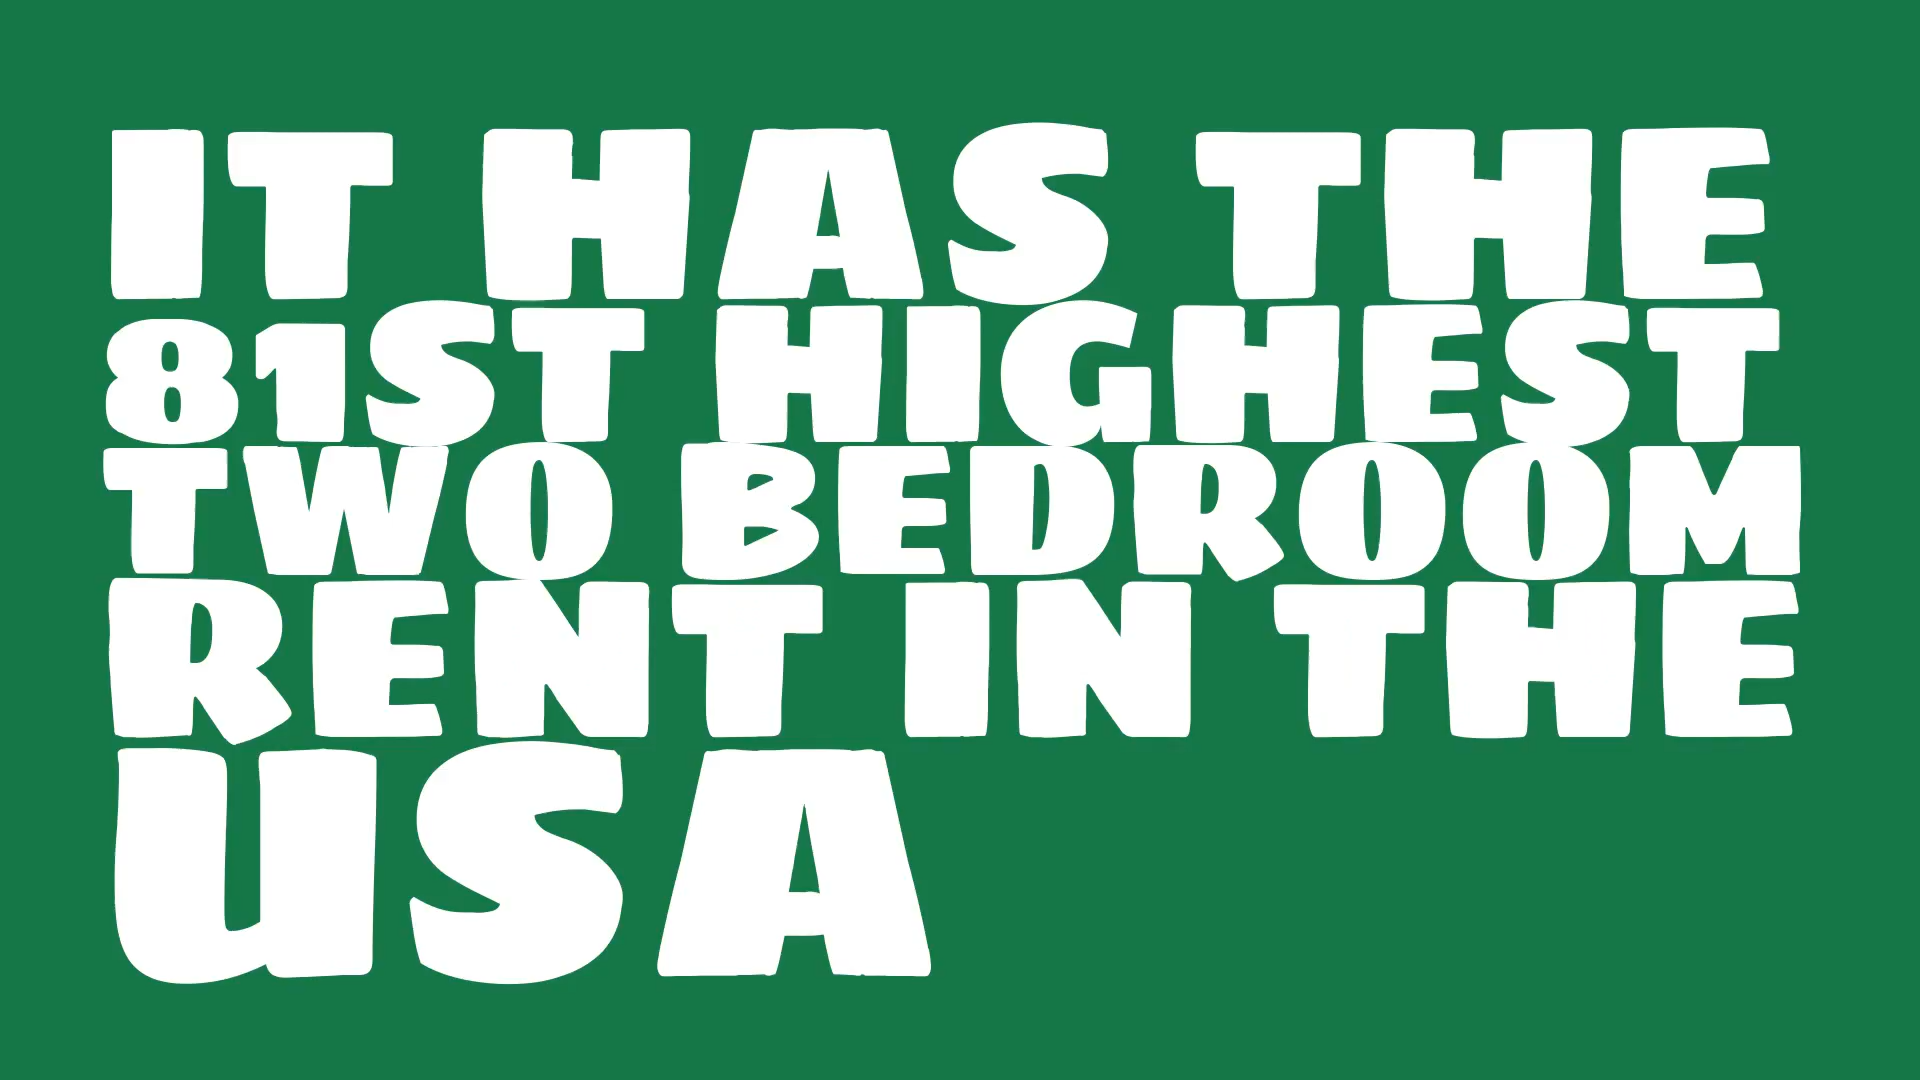 IT HAS THE
81ST HIGHEST
TWO BEDROOM
RENT IN THE
USA